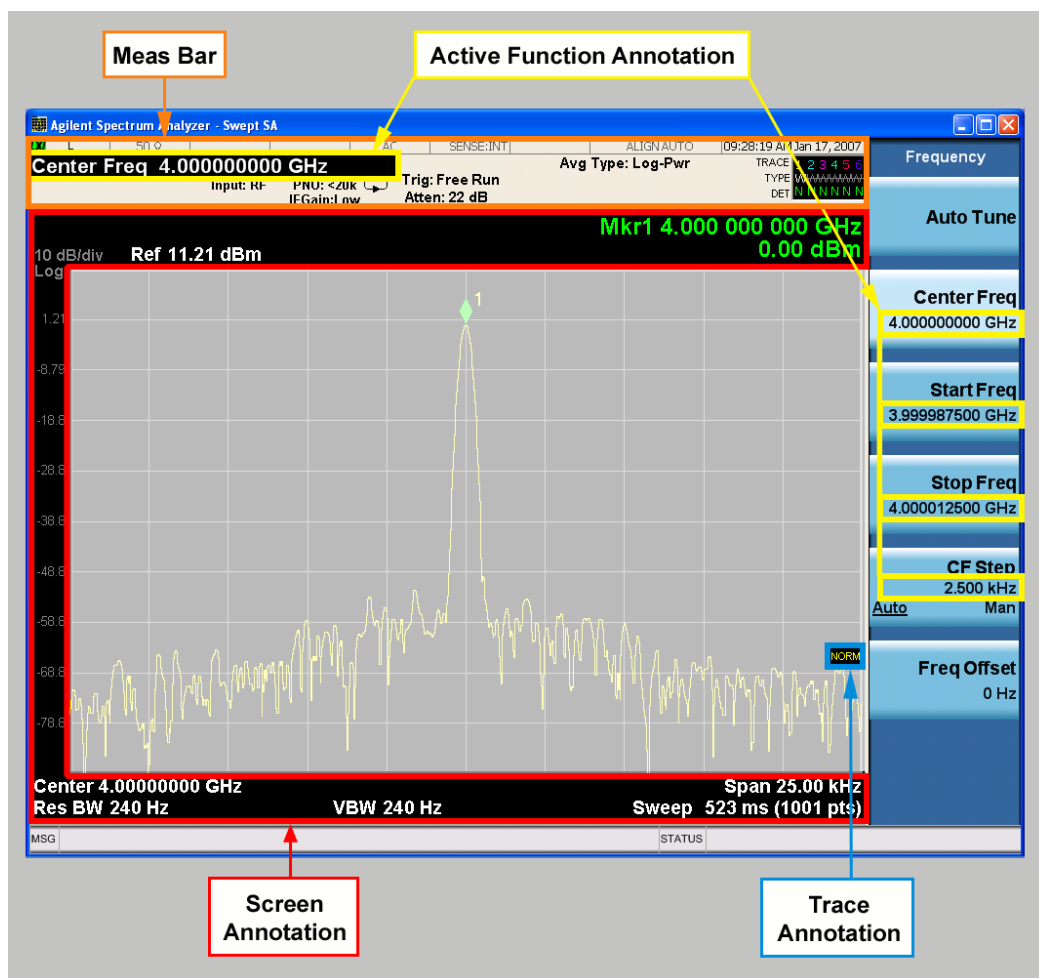 Meas Bar
Active Function Annotation
Agilent Spectrum Analyzer - Swept SA
L 50 Ω AC SENSE:INT ALIGN AUTO 09:28:19 AM Jan 17, 2007
Center Freq 4.000000000 GHz
Input: RF
PNO: <20k
IFGain:Low
Trig: Free Run
Atten: 22 dB
Avg Type: Log-Pwr
TRACE 1 2 3 4 5 6
TYPE
DET N N N N N N
Frequency
Auto Tune
Center Freq
4.000000000 GHz
Start Freq
3.999987500 GHz
Stop Freq
4.000012500 GHz
CF Step
2.500 kHz
Auto Man
Freq Offset
0 Hz
Mkr1 4.000 000 000 GHz
0.00 dBm
10 dB/div Ref 11.21 dBm
Log
1
1.21
-8.79
-18.8
-28.8
-38.8
-48.8
-58.8
-68.8
-78.8
NORM
Center 4.00000000 GHz Span 25.00 kHz
Res BW 240 Hz VBW 240 Hz Sweep 523 ms (1001 pts)
MSG STATUS
Screen
Annotation
Trace
Annotation